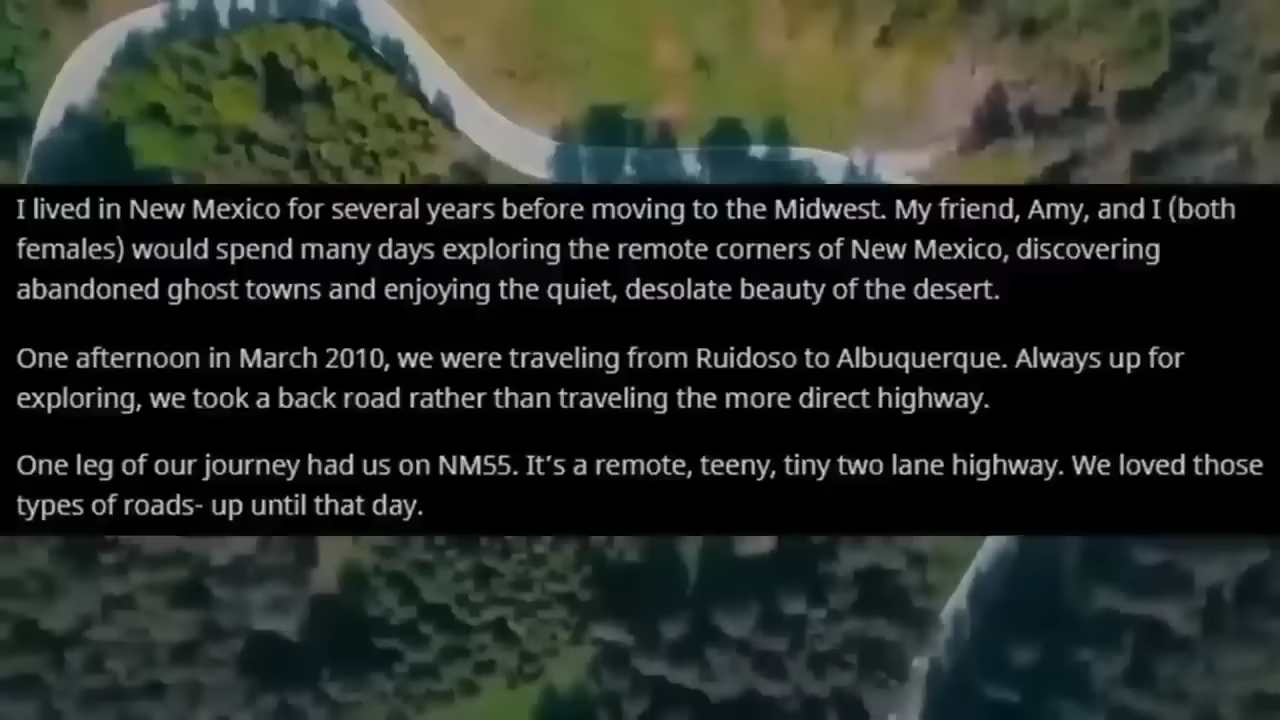 I lived in New Mexico for several years before moving to the Midwest. My friend, Amy, and I (both
females) would spend many days exploring the remote corners of New Mexico, discovering
abandoned ghost towns and enjoying the quiet, desolate beauty of the desert.
One afternoon in March 2010, we were traveling from Ruidoso to Albuquerque. Always up for
exploring, we took a back road rather than traveling the more direct highway.
One leg of our journey had us on NM55. It’s a remote, teeny, tiny two lane highway. We loved those
types of roads- up until that day.